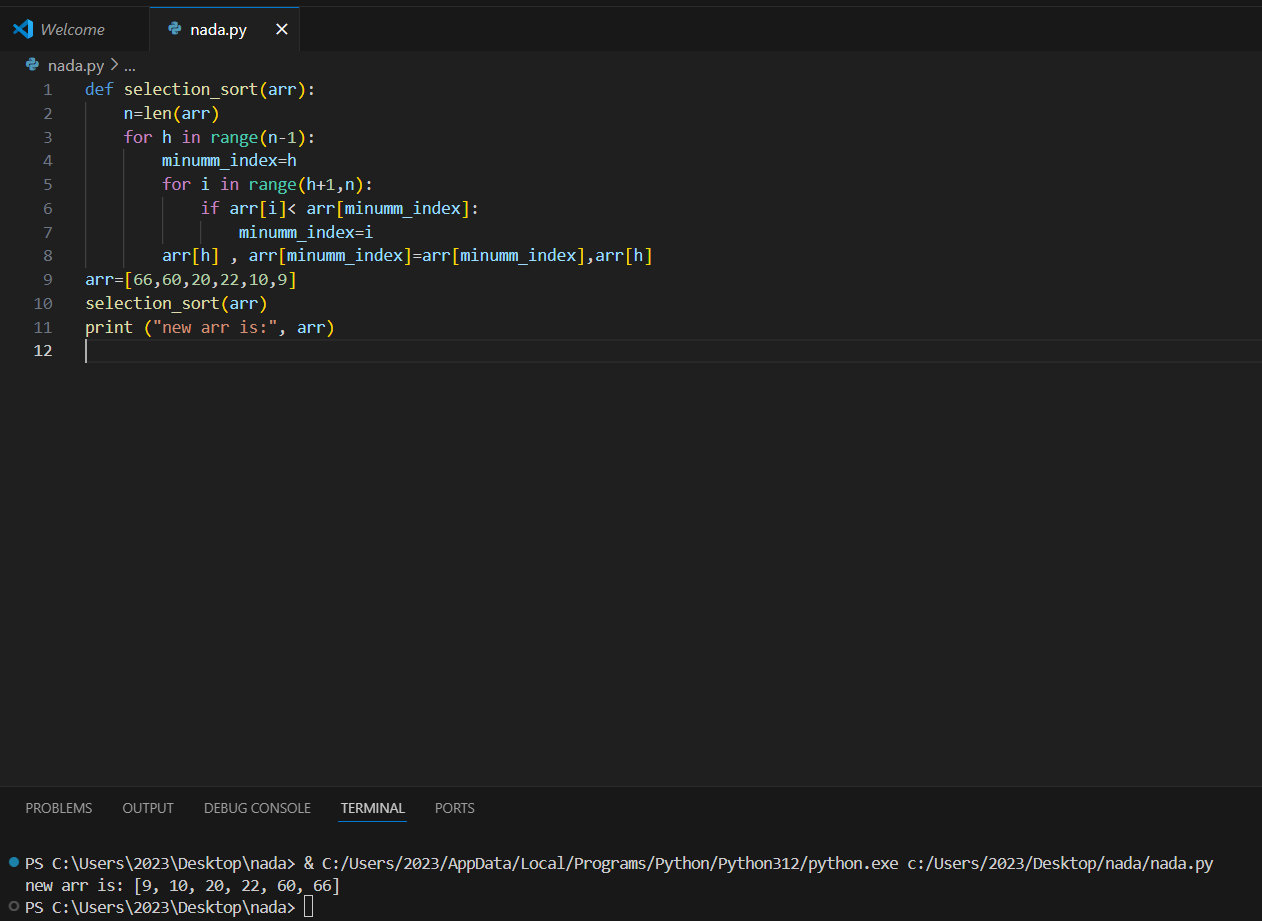 Welcome
nada.py
nada.py > ...
1 def selection_sort(arr):
2     n=len(arr)
3     for h in range(n-1):
4         minumm_index=h
5         for i in range(h+1,n):
6             if arr[i]< arr[minumm_index]:
7                 minumm_index=i
8         arr[h] , arr[minumm_index]=arr[minumm_index],arr[h]
9 arr=[66,60,20,22,10,9]
10 selection_sort(arr)
11 print ("new arr is:", arr)
12
PROBLEMS OUTPUT DEBUG CONSOLE TERMINAL PORTS
PS C:\Users\2023\Desktop\nada> & C:/Users/2023/AppData/Local/Programs/Python/Python312/python.exe c:/Users/2023/Desktop/nada/nada.py
new arr is: [9, 10, 20, 22, 60, 66]
PS C:\Users\2023\Desktop\nada>